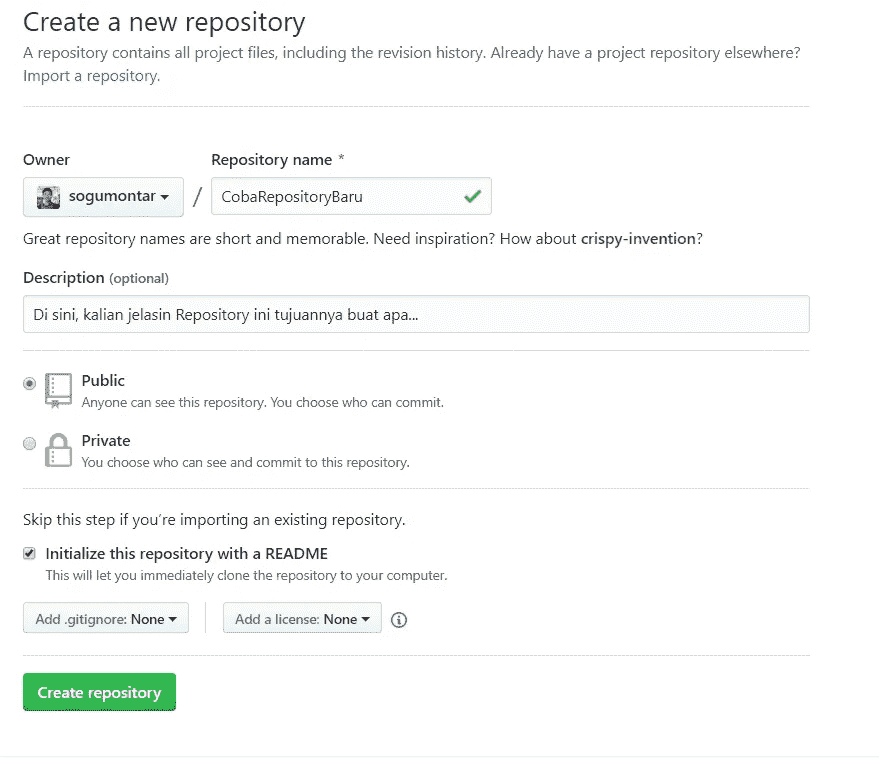 Create a new repository
A repository contains all project files, including the revision history. Already have a project repository elsewhere?
Import a repository.
Owner
Repository name *
sogumontar
/
CobaRepositoryBaru
Great repository names are short and memorable. Need inspiration? How about crispy-invention?
Description (optional)
Di sini, kalian jelasin Repository ini tujuannya buat apa...
Public
Anyone can see this repository. You choose who can commit.
Private
You choose who can see and commit to this repository.
Skip this step if you're importing an existing repository.
Initialize this repository with a README
This will let you immediately clone the repository to your computer.
Add .gitignore: None
Add a license: None
Create repository